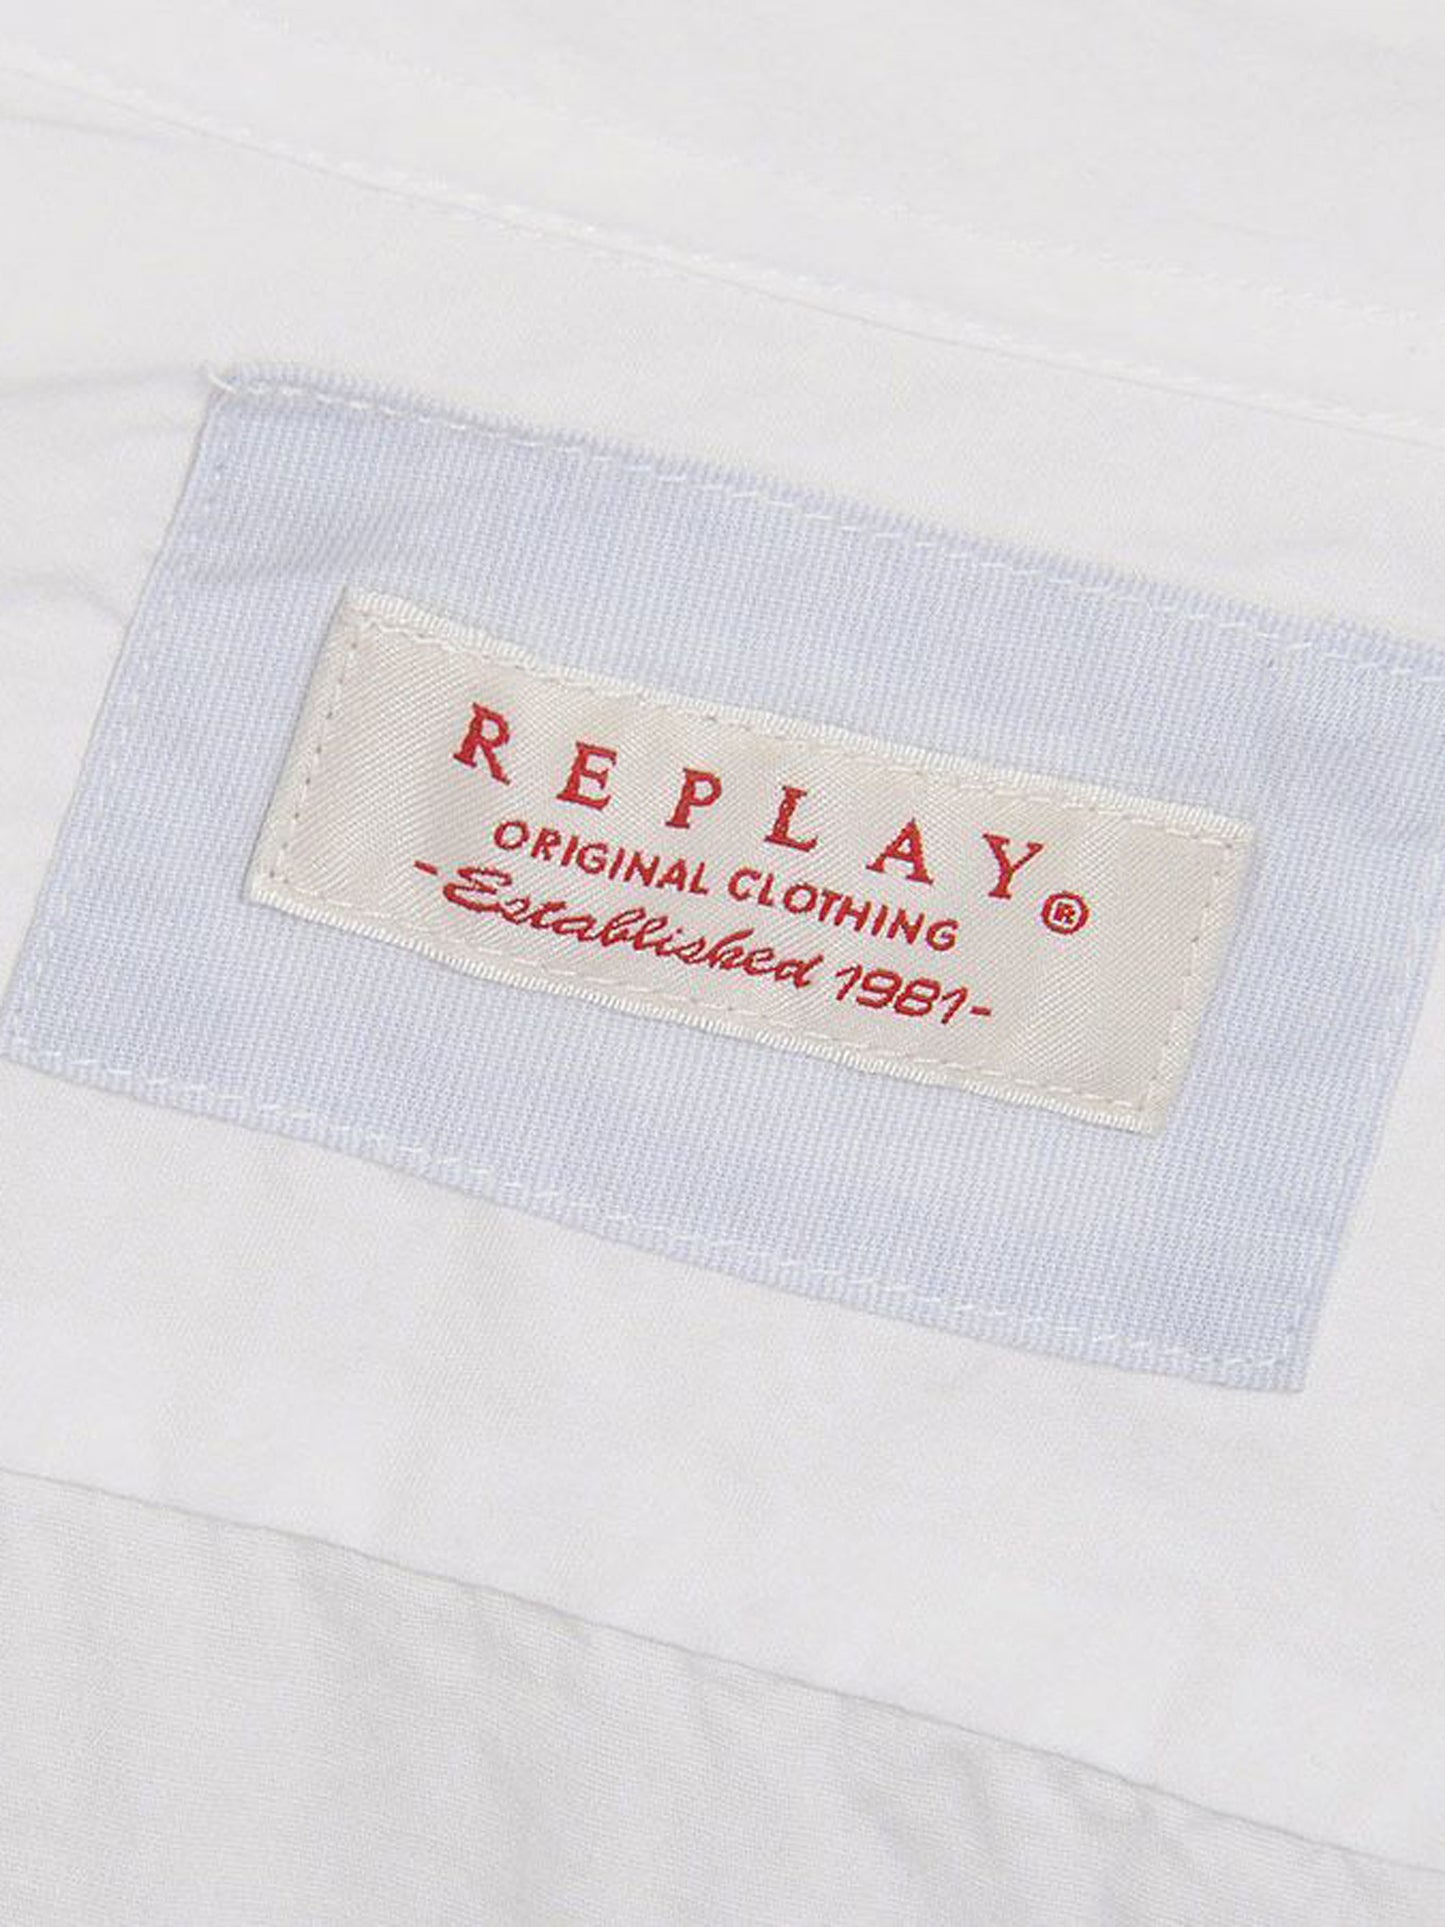 REPLAY®
ORIGINAL CLOTHING
-Established 1981-